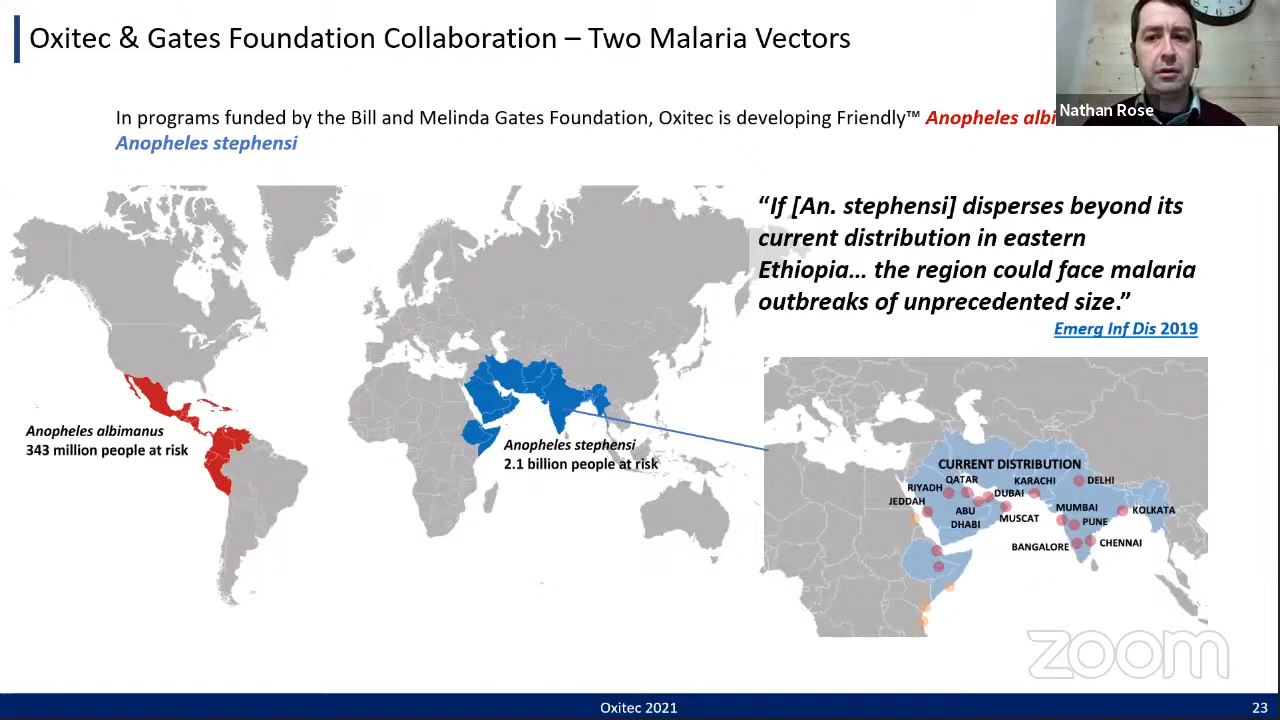 Oxitec & Gates Foundation Collaboration – Two Malaria Vectors
Nathan Rose
In programs funded by the Bill and Melinda Gates Foundation, Oxitec is developing Friendly™ Anopheles
Anopheles stephensi
“If [An. stephensi] disperses beyond its
current distribution in eastern
Ethiopia… the region could face malaria
outbreaks of unprecedented size.”
Emerg Inf Dis 2019
Anopheles albimanus
343 million people at risk
Anopheles stephensi
2.1 billion people at risk
CURRENT DISTRIBUTION
RIYADH
QATAR
KARACHI
DELHI
JEDDAH
DUBAI
ABU
DHABI
MUSCAT
MUMBAI
PUNE
KOLKATA
BANGALORE
CHENNAI
zoom
Oxitec 2021
23